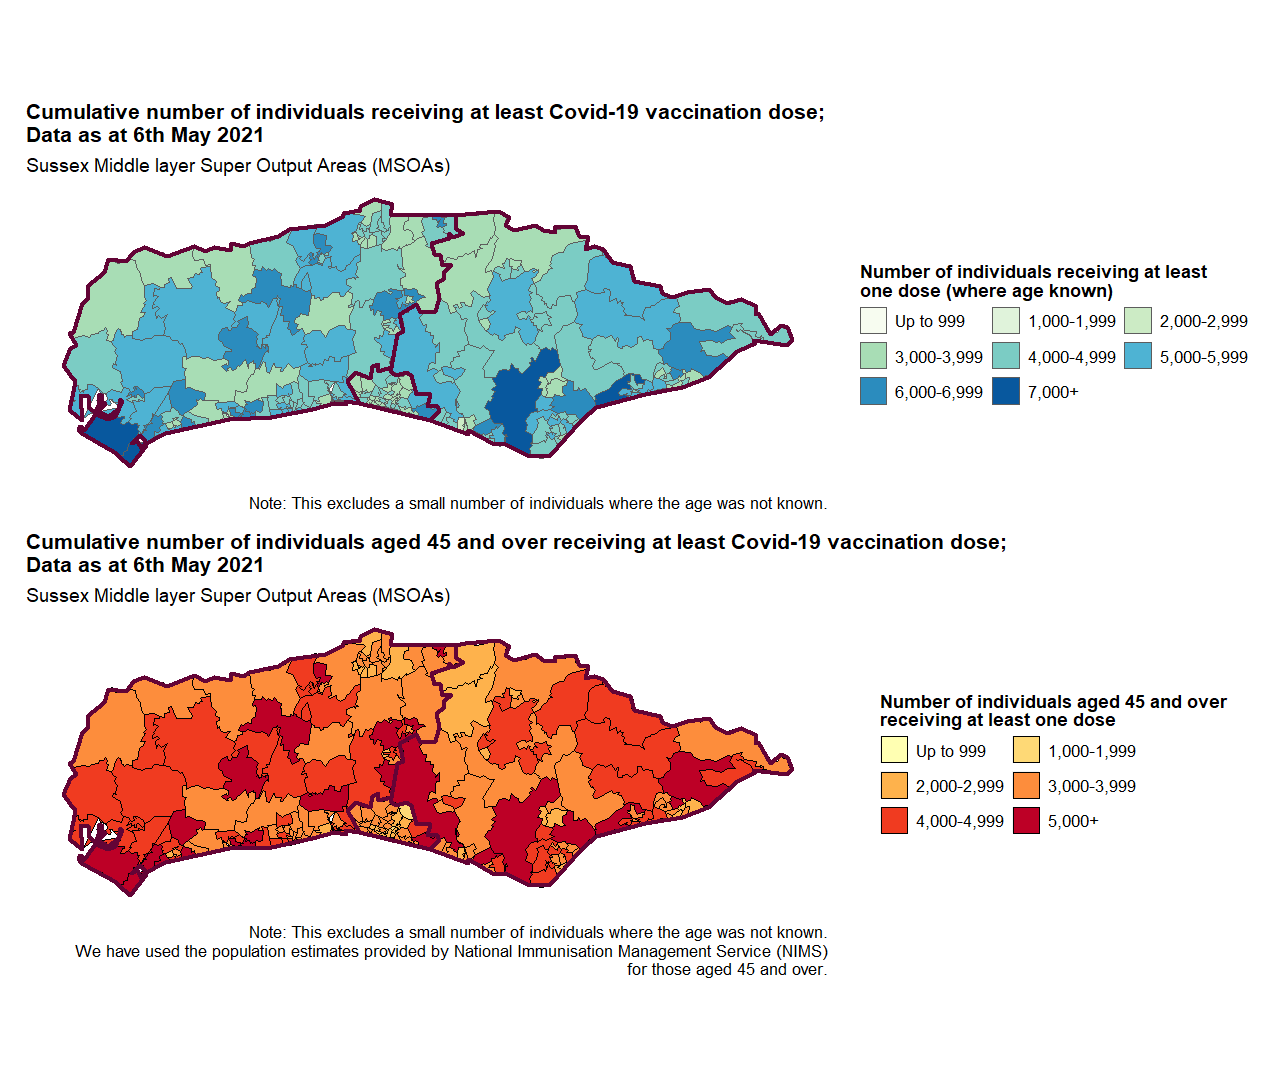 Cumulative number of individuals receiving at least Covid-19 vaccination dose;
Data as at 6th May 2021
Sussex Middle layer Super Output Areas (MSOAs)
Number of individuals receiving at least
one dose (where age known)
Up to 999
1,000-1,999
2,000-2,999
3,000-3,999
4,000-4,999
5,000-5,999
6,000-6,999
7,000+
Note: This excludes a small number of individuals where the age was not known.
Cumulative number of individuals aged 45 and over receiving at least Covid-19 vaccination dose;
Data as at 6th May 2021
Sussex Middle layer Super Output Areas (MSOAs)
Number of individuals aged 45 and over
receiving at least one dose
Up to 999
1,000-1,999
2,000-2,999
3,000-3,999
4,000-4,999
5,000+
Note: This excludes a small number of individuals where the age was not known.
We have used the population estimates provided by National Immunisation Management Service (NIMS)
for those aged 45 and over.